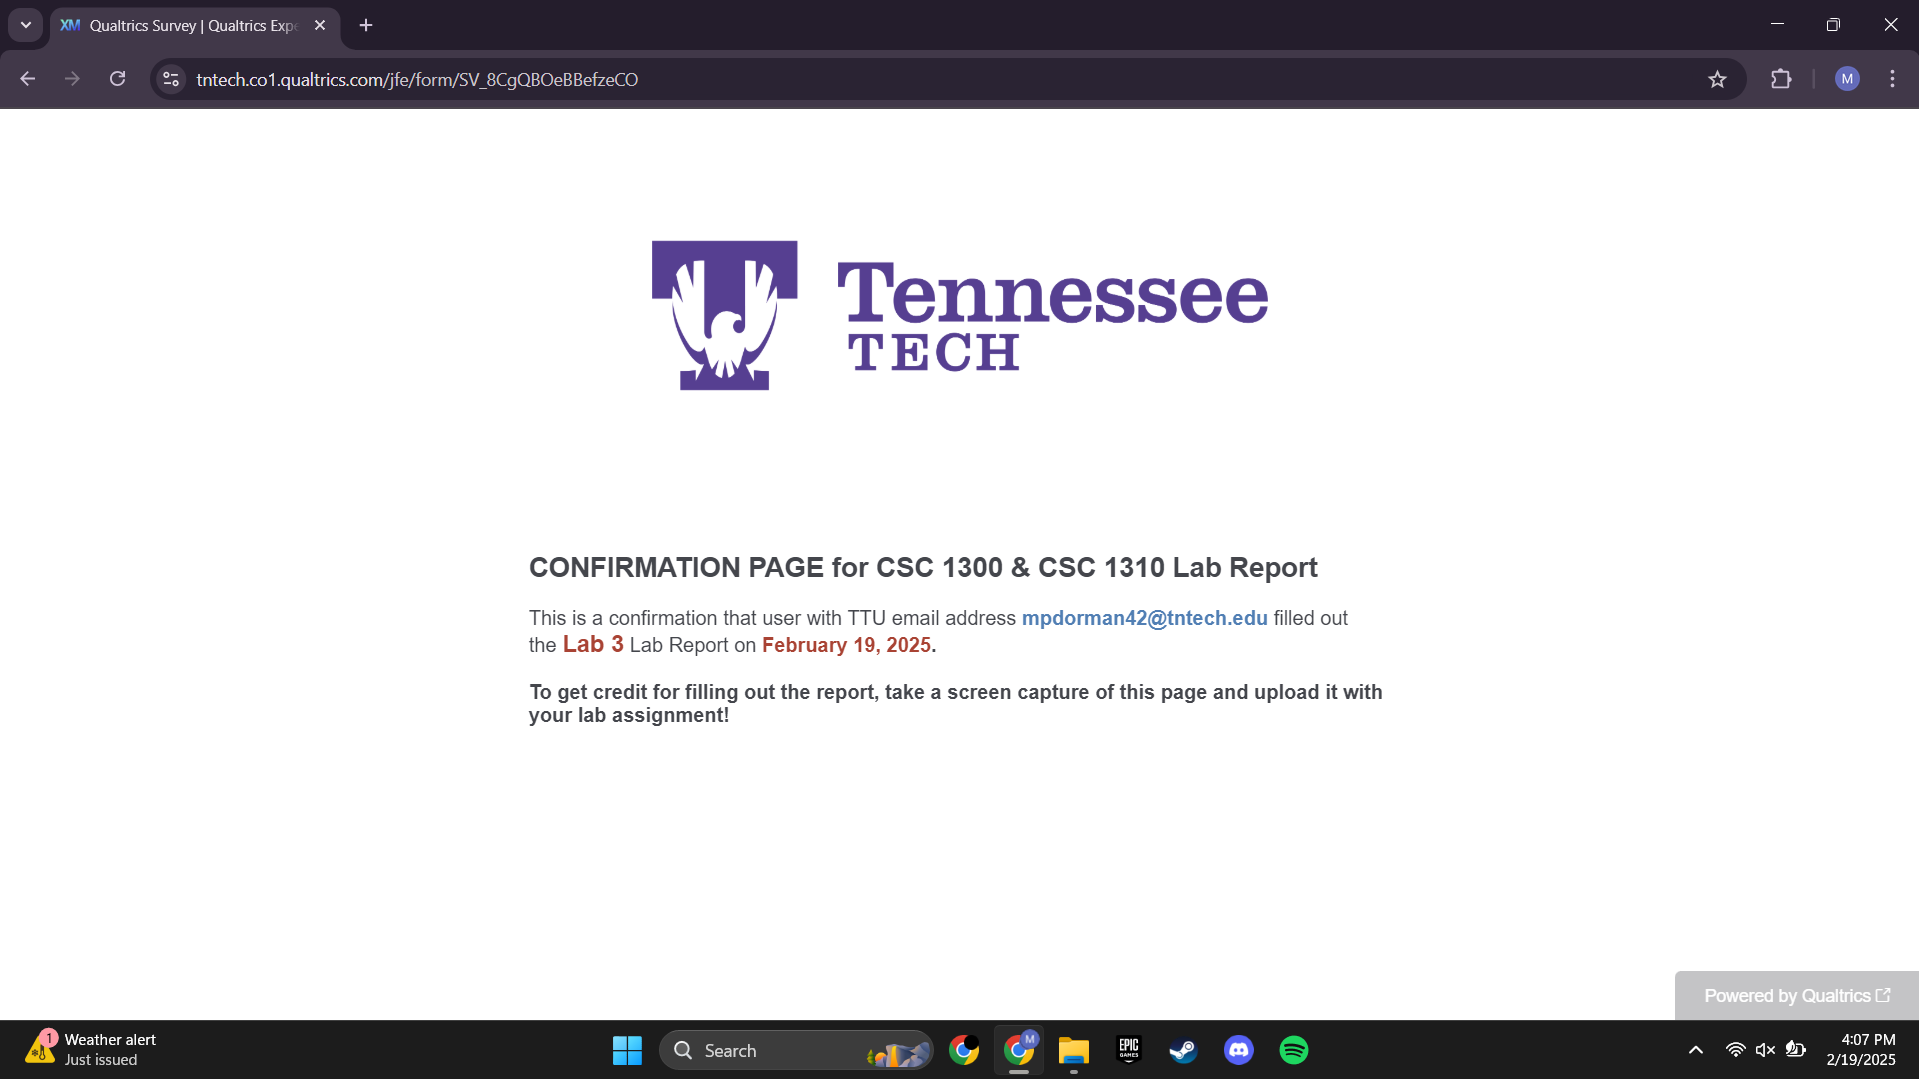 Qualtrics Survey | Qualtrics Expe
tntech.co1.qualtrics.com/jfe/form/SV_8CgQBOeBBefzeCO
M
Tennessee
TECH
CONFIRMATION PAGE for CSC 1300 & CSC 1310 Lab Report
This is a confirmation that user with TTU email address mpdorman42@tntech.edu filled out
the Lab 3 Lab Report on February 19, 2025.
To get credit for filling out the report, take a screen capture of this page and upload it with
your lab assignment!
Powered by Qualtrics
1
Weather alert
Just issued
Search
M
EPIC
GAMES
4:07 PM
2/19/2025